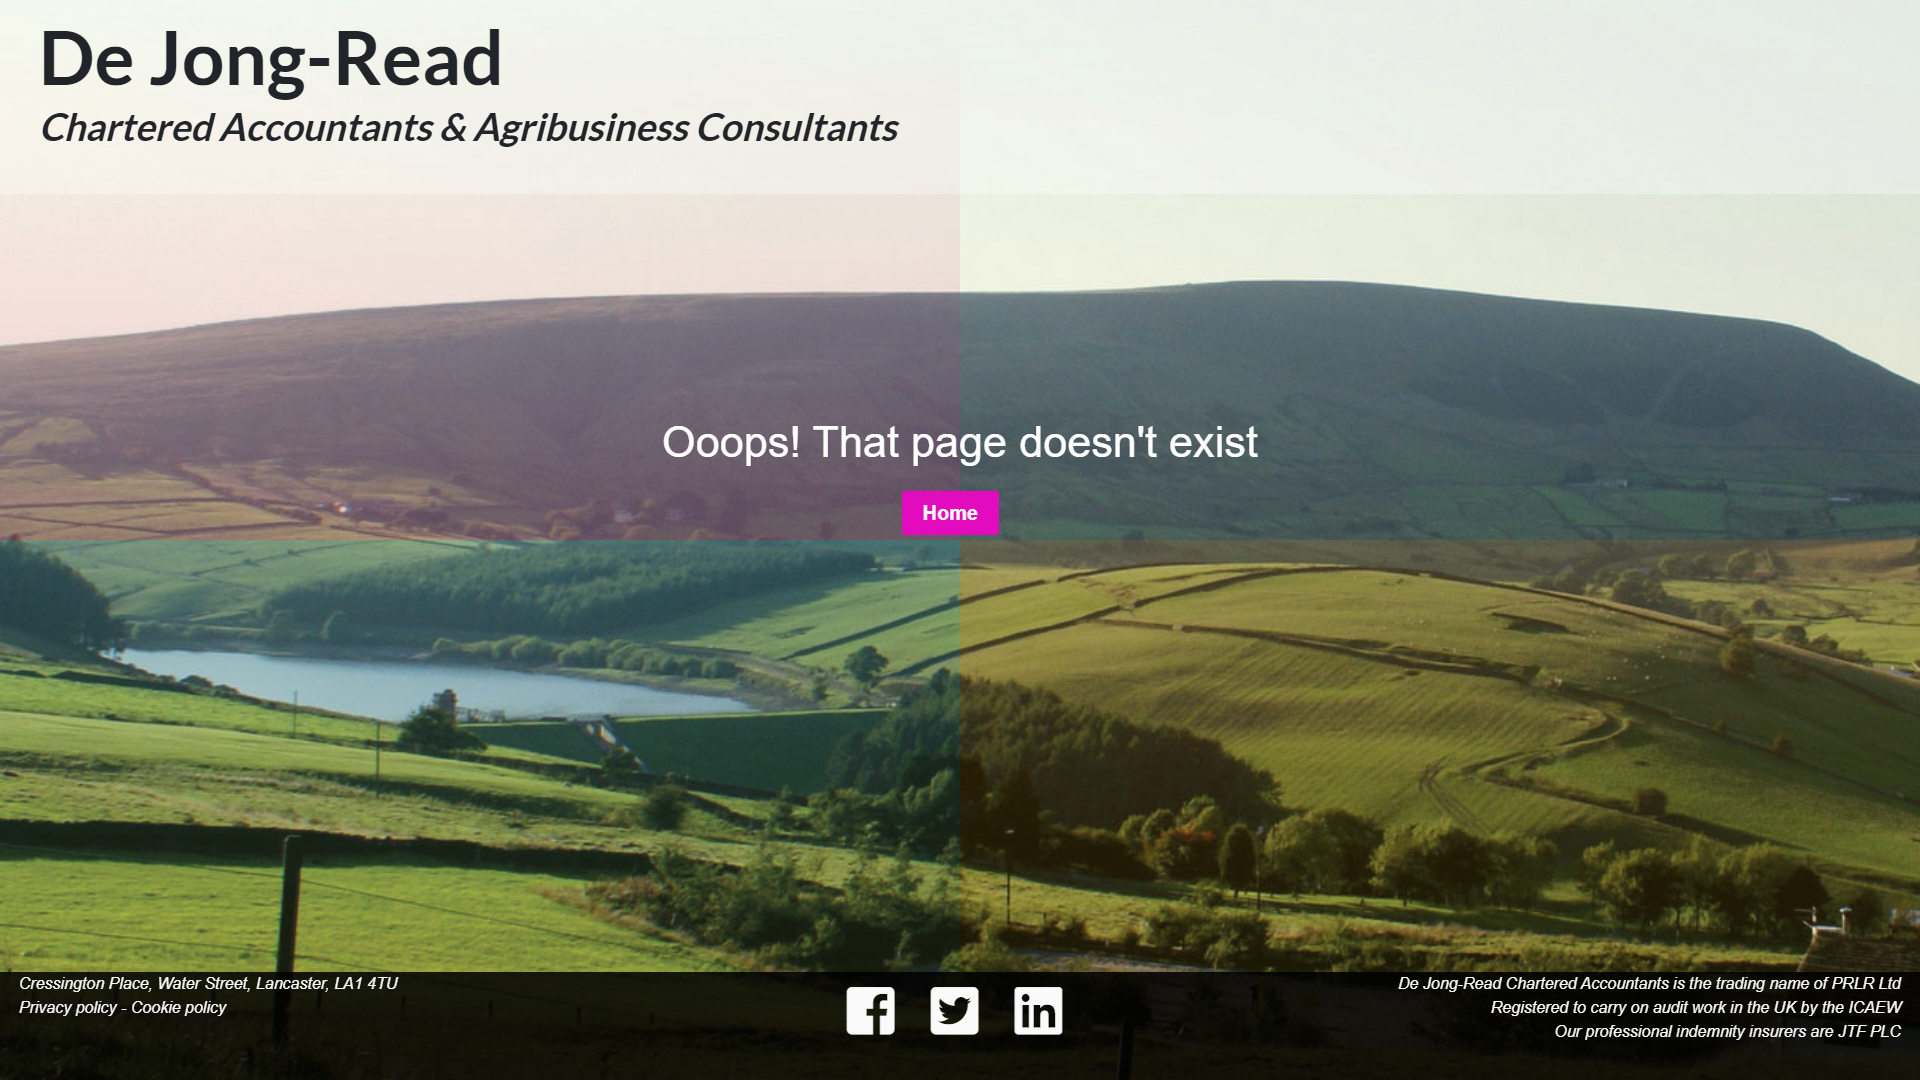 De Jong-Read
Chartered Accountants & Agribusiness Consultants
Ooops! That page doesn't exist
Home
Cressington Place, Water Street, Lancaster, LA1 4TU
Privacy policy - Cookie policy
De Jong-Read Chartered Accountants is the trading name of PRLR Ltd
Registered to carry on audit work in the UK by the ICAEW
Our professional indemnity insurers are JTF PLC